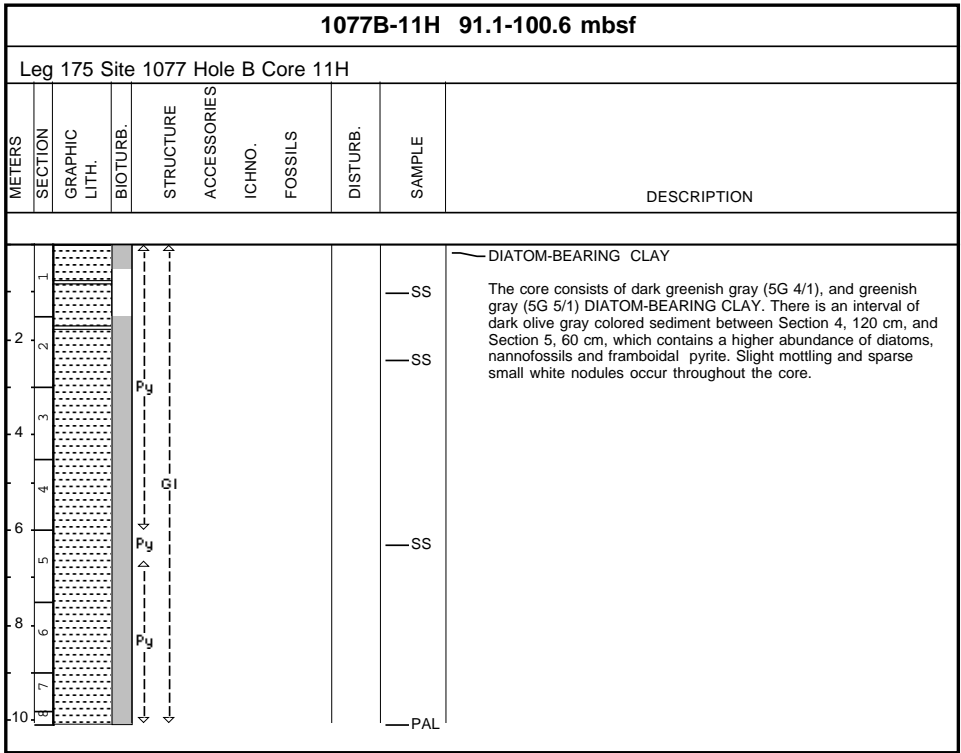 1077B-11H 91.1-100.6 mbsf
Leg 175 Site 1077 Hole B Core 11H
METERS
SECTION
GRAPHIC
LITH.
BIOTURB.
STRUCTURE
ACCESSORIES
ICHNO.
FOSSILS
DISTURB.
SAMPLE
DESCRIPTION
DIATOM-BEARING CLAY
The core consists of dark greenish gray (5G 4/1), and greenish
gray (5G 5/1) DIATOM-BEARING CLAY. There is an interval of
dark olive gray colored sediment between Section 4, 120 cm, and
Section 5, 60 cm, which contains a higher abundance of diatoms,
nannofossils and framboidal pyrite. Slight mottling and sparse
small white nodules occur throughout the core.
1
SS
2
2
SS
Py
3
4
4
Gl
6
Py
SS
5
8
6
Py
7
10
8
PAL